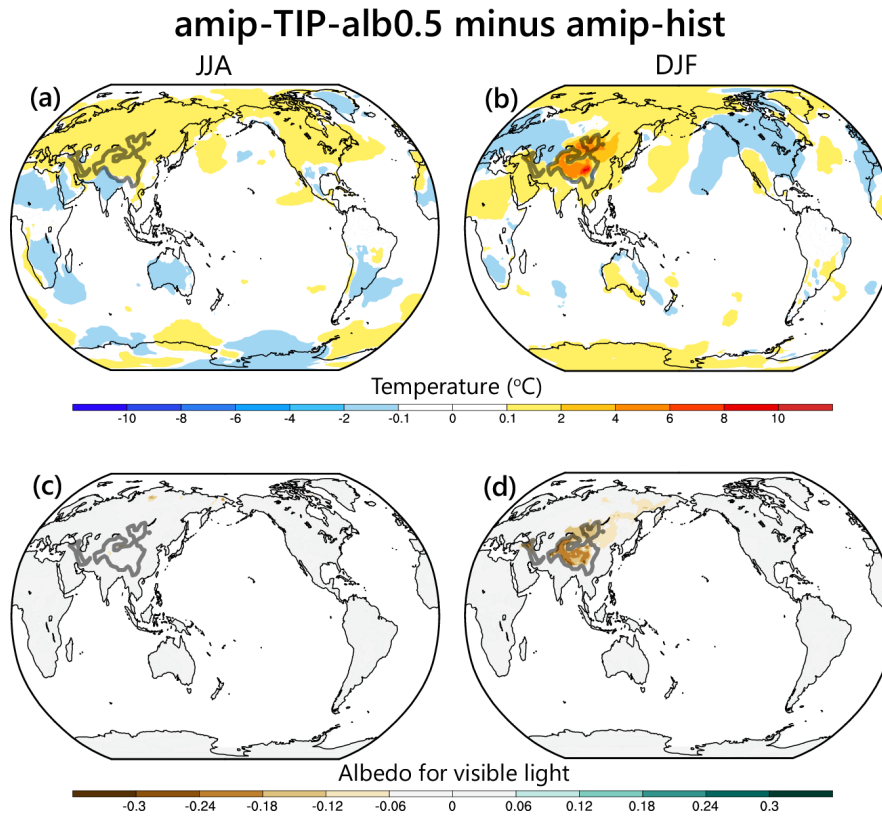 amip-TIP-alb0.5 minus amip-hist
JJA
DJF
(a)
(b)
Temperature (°C)
-10 -8 -6 -4 -2 -0.1 0 0.1 2 4 6 8 10
(c)
(d)
Albedo for visible light
-0.3 -0.24 -0.18 -0.12 -0.06 0 0.06 0.12 0.18 0.24 0.3